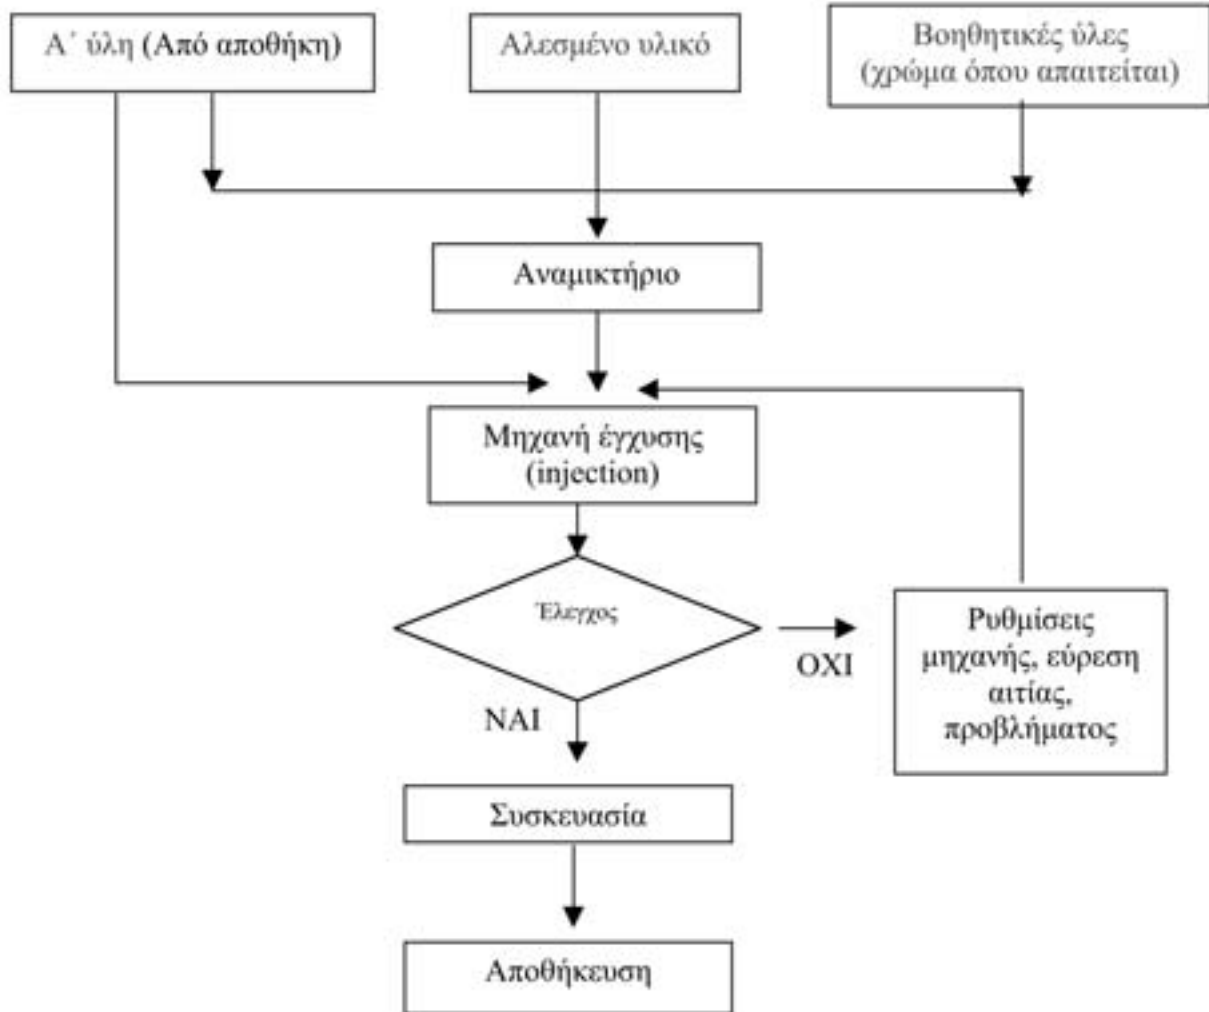 Α΄ ύλη (Από αποθήκη)
Αλεσμένο υλικό
Βοηθητικές ύλες
(χρώμα όπου απαιτείται)
Αναμικτήριο
Μηχανή έγχυσης
(injection)
Έλεγχος
ΟΧΙ
Ρυθμίσεις
μηχανής, εύρεση
αιτίας,
προβλήματος
ΝΑΙ
Συσκευασία
Αποθήκευση